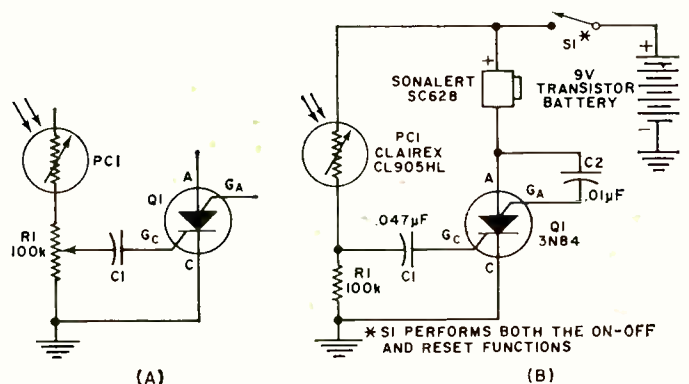 PC1
R1
100k
C1
Q1
A
GA
GC
C
(A)
S1*
+
SONALERT
SC628
9V
TRANSISTOR
BATTERY
+
-
PC1
CLAIREX
CL905HL
.047µF
C1
R1
100k
A
GA
GC
C
C2
.01µF
Q1
3N84
*S1 PERFORMS BOTH THE ON-OFF
AND RESET FUNCTIONS
(B)